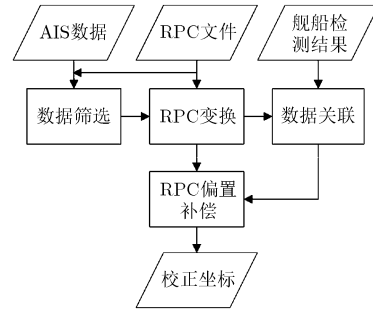 AIS数据
RPC文件
舰船检
测结果
数据筛选
RPC变换
数据关联
RPC偏置
补偿
校正坐标